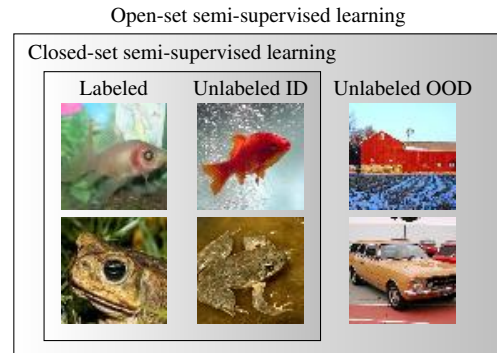 Open-set semi-supervised learning
Closed-set semi-supervised learning
Labeled Unlabeled ID Unlabeled OOD